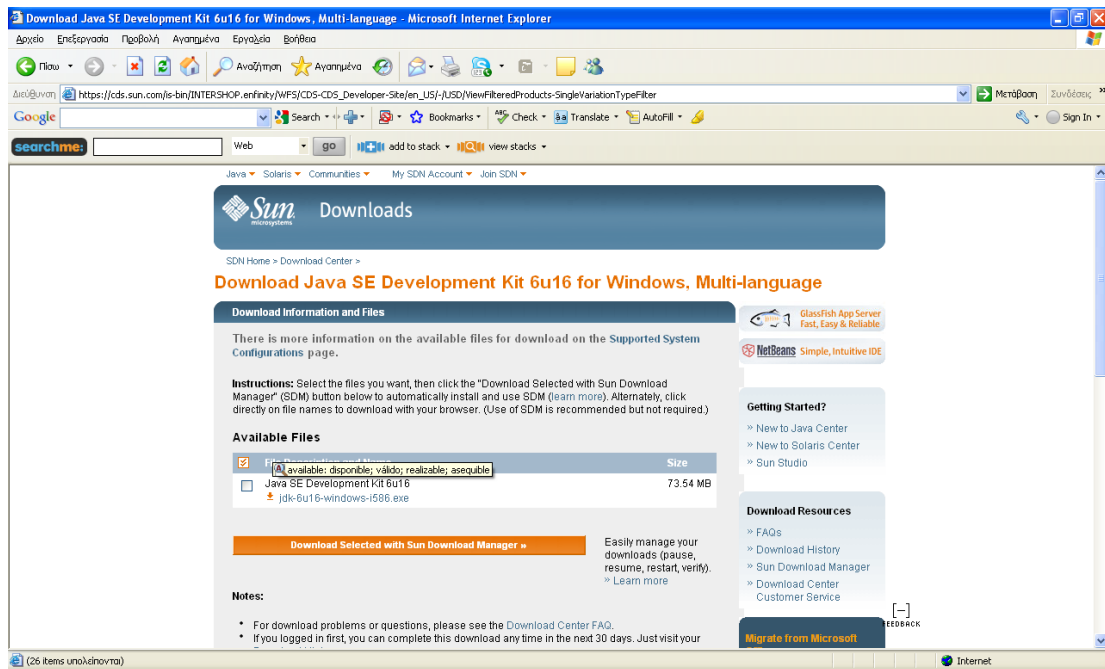 Download Java SE Development Kit 6u16 for Windows, Multi-language - Microsoft Internet Explorer
Αρχείο Επεξεργασία Προβολή Αγαπημένα Εργαλεία Βοήθεια
Πίσω Αναζήτηση Αγαπημένα
Διεύθυνση https://cds.sun.com/is-bin/INTERSHOP.enfinity/WFS/CDS-CDS_Developer-Site/en_US/-/USD/ViewFilteredProducts-SingleVariationTypeFilter Μετάβαση Συνδέσεις »
Google Search Bookmarks Check Translate AutoFill Sign In
searchme: Web go add to stack view stacks
Java Solaris Communities My SDN Account Join SDN
Sun microsystems Downloads
SDN Home > Download Center >
Download Java SE Development Kit 6u16 for Windows, Multi-language
Download Information and Files
There is more information on the available files for download on the Supported System
Configurations page.
Instructions: Select the files you want, then click the "Download Selected with Sun Download
Manager" (SDM) button below to automatically install and use SDM (learn more). Alternately, click
directly on file names to download with your browser. (Use of SDM is recommended but not required.)
Available Files
File Description and Name Size
available: disponible; válido; realizable; asequible
Java SE Development Kit 6u16 73.54 MB
jdk-6u16-windows-i586.exe
Download Selected with Sun Download Manager »
Easily manage your
downloads (pause,
resume, restart, verify).
» Learn more
Notes:
• For download problems or questions, please see the Download Center FAQ.
• If you logged in first, you can complete this download any time in the next 30 days. Just visit your
GlassFish App Server
Fast, Easy & Reliable
NetBeans Simple, Intuitive IDE
Getting Started?
» New to Java Center
» New to Solaris Center
» Sun Studio
Download Resources
» FAQs
» Download History
» Sun Download Manager
» Download Center
Customer Service
[-]
FEEDBACK
Migrate from Microsoft
(26 items υπολείπονται) Internet